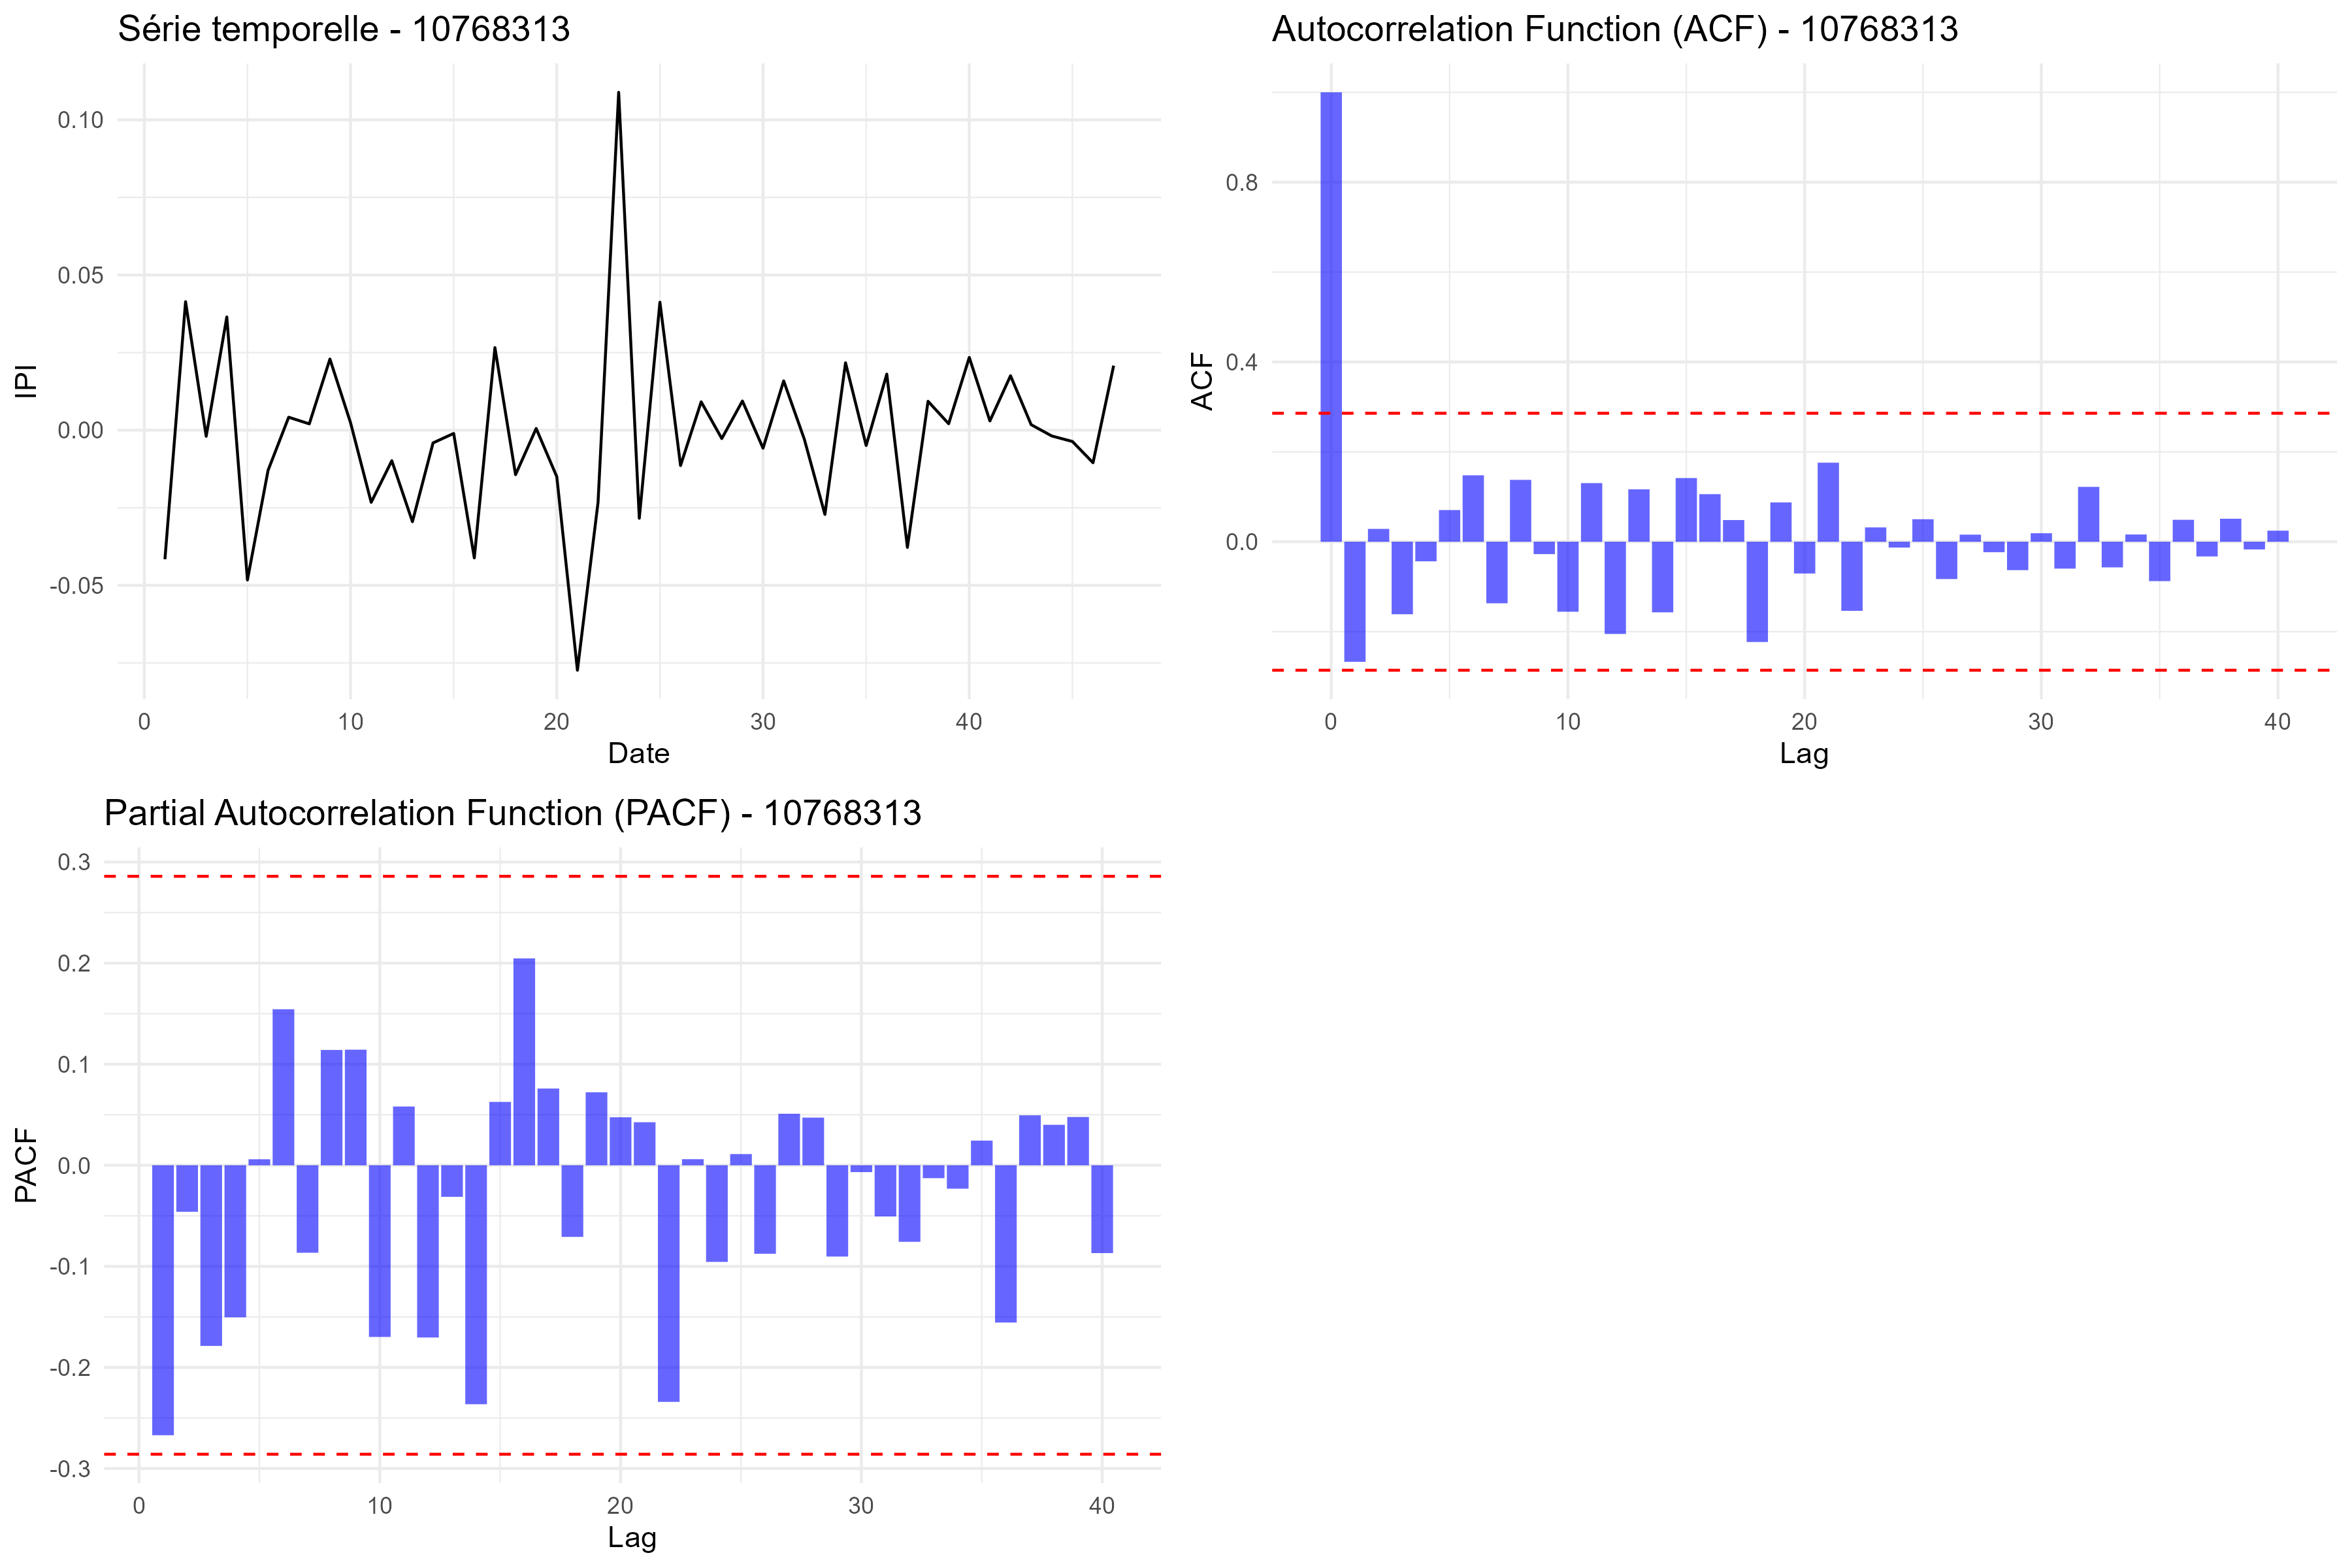 Série temporelle - 10768313
IPI
0.10
0.05
0.00
-0.05
0 10 20 30 40
Date
Autocorrelation Function (ACF) - 10768313
ACF
0.8
0.4
0.0
0 10 20 30 40
Lag
Partial Autocorrelation Function (PACF) - 10768313
PACF
0.3
0.2
0.1
0.0
-0.1
-0.2
-0.3
0 10 20 30 40
Lag